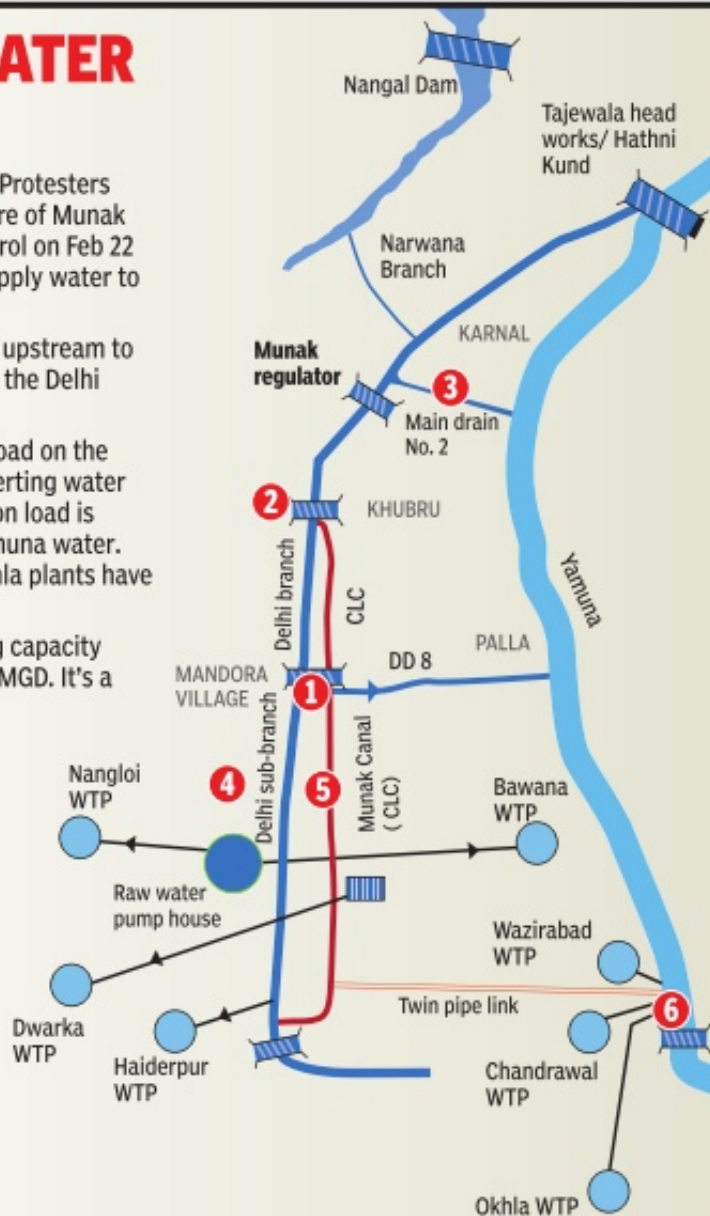 ATER
Protesters
re of Munak
rol on Feb 22
pply water to
upstream to
the Delhi
oad on the
erting water
on load is
nuna water.
nla plants have
g capacity
MGD. It's a
Nangal Dam
Tajewala head
works/ Hathni
Kund
Narwana
Branch
KARNAL
Munak
regulator
3
Main drain
No. 2
2
KHUBRU
Delhi branch
CLC
Yamuna
PALLA
DD 8
MANDORA
VILLAGE
1
4
Delhi sub-branch
5
Munak Canal
( CLC)
Nangloi
WTP
Bawana
WTP
Raw water
pump house
Wazirabad
WTP
Twin pipe link
6
Dwarka
WTP
Haiderpur
WTP
Chandrawal
WTP
Okhla WTP